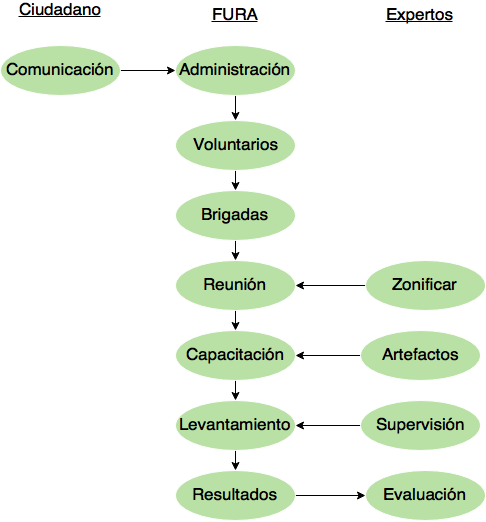 Ciudadano
FURA
Expertos
Comunicación
Administración
Voluntarios
Brigadas
Reunión
Zonificar
Capacitación
Artefactos
Levantamiento
Supervisión
Resultados
Evaluación